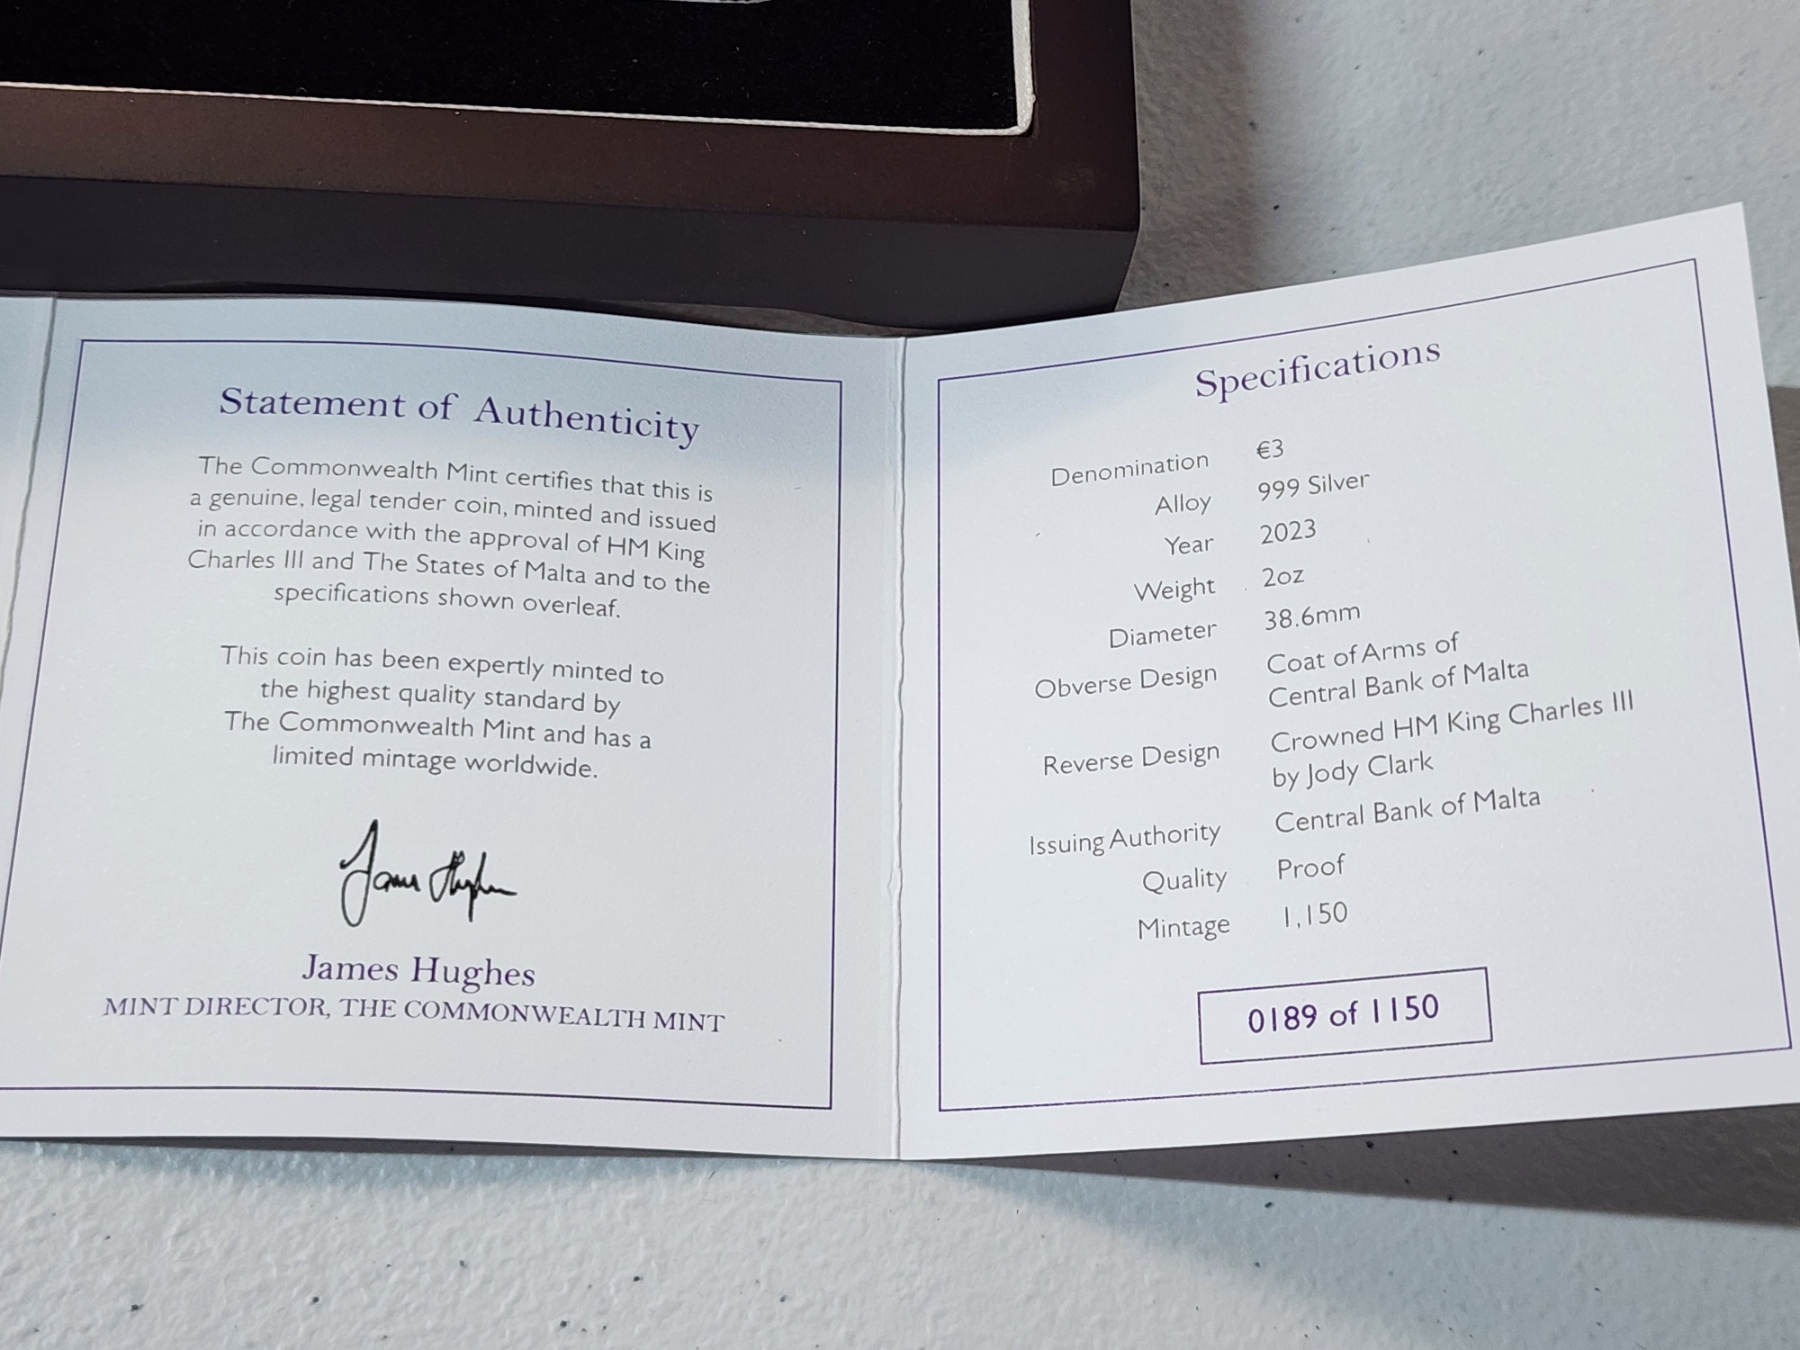 Statement of Authenticity
The Commonwealth Mint certifies that this is
a genuine, legal tender coin, minted and issued
in accordance with the approval of HM King
Charles III and The States of Malta and to the
specifications shown overleaf.
This coin has been expertly minted to
the highest quality standard by
The Commonwealth Mint and has a
limited mintage worldwide.
James Hughes
James Hughes
MINT DIRECTOR, THE COMMONWEALTH MINT
Specifications
Denomination €3
Alloy 999 Silver
Year 2023
Weight 2oz
Diameter 38.6mm
Obverse Design Coat of Arms of
Central Bank of Malta
Reverse Design Crowned HM King Charles III
by Jody Clark
Issuing Authority Central Bank of Malta
Quality Proof
Mintage 1,150
0189 of 1150